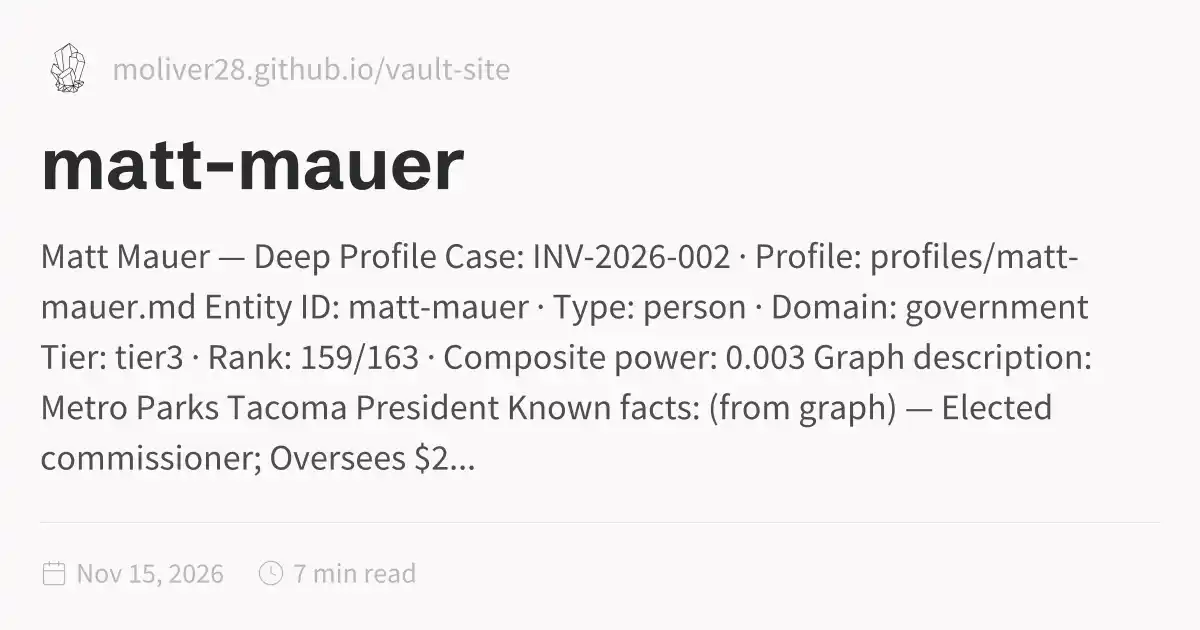 moliver28.github.io/vault-site
matt-mauer
Matt Mauer — Deep Profile Case: INV-2026-002 · Profile: profiles/matt-
mauer.md Entity ID: matt-mauer · Type: person · Domain: government
Tier: tier3 · Rank: 159/163 · Composite power: 0.003 Graph description:
Metro Parks Tacoma President Known facts: (from graph) — Elected
commissioner; Oversees $2...
Nov 15, 2026 7 min read